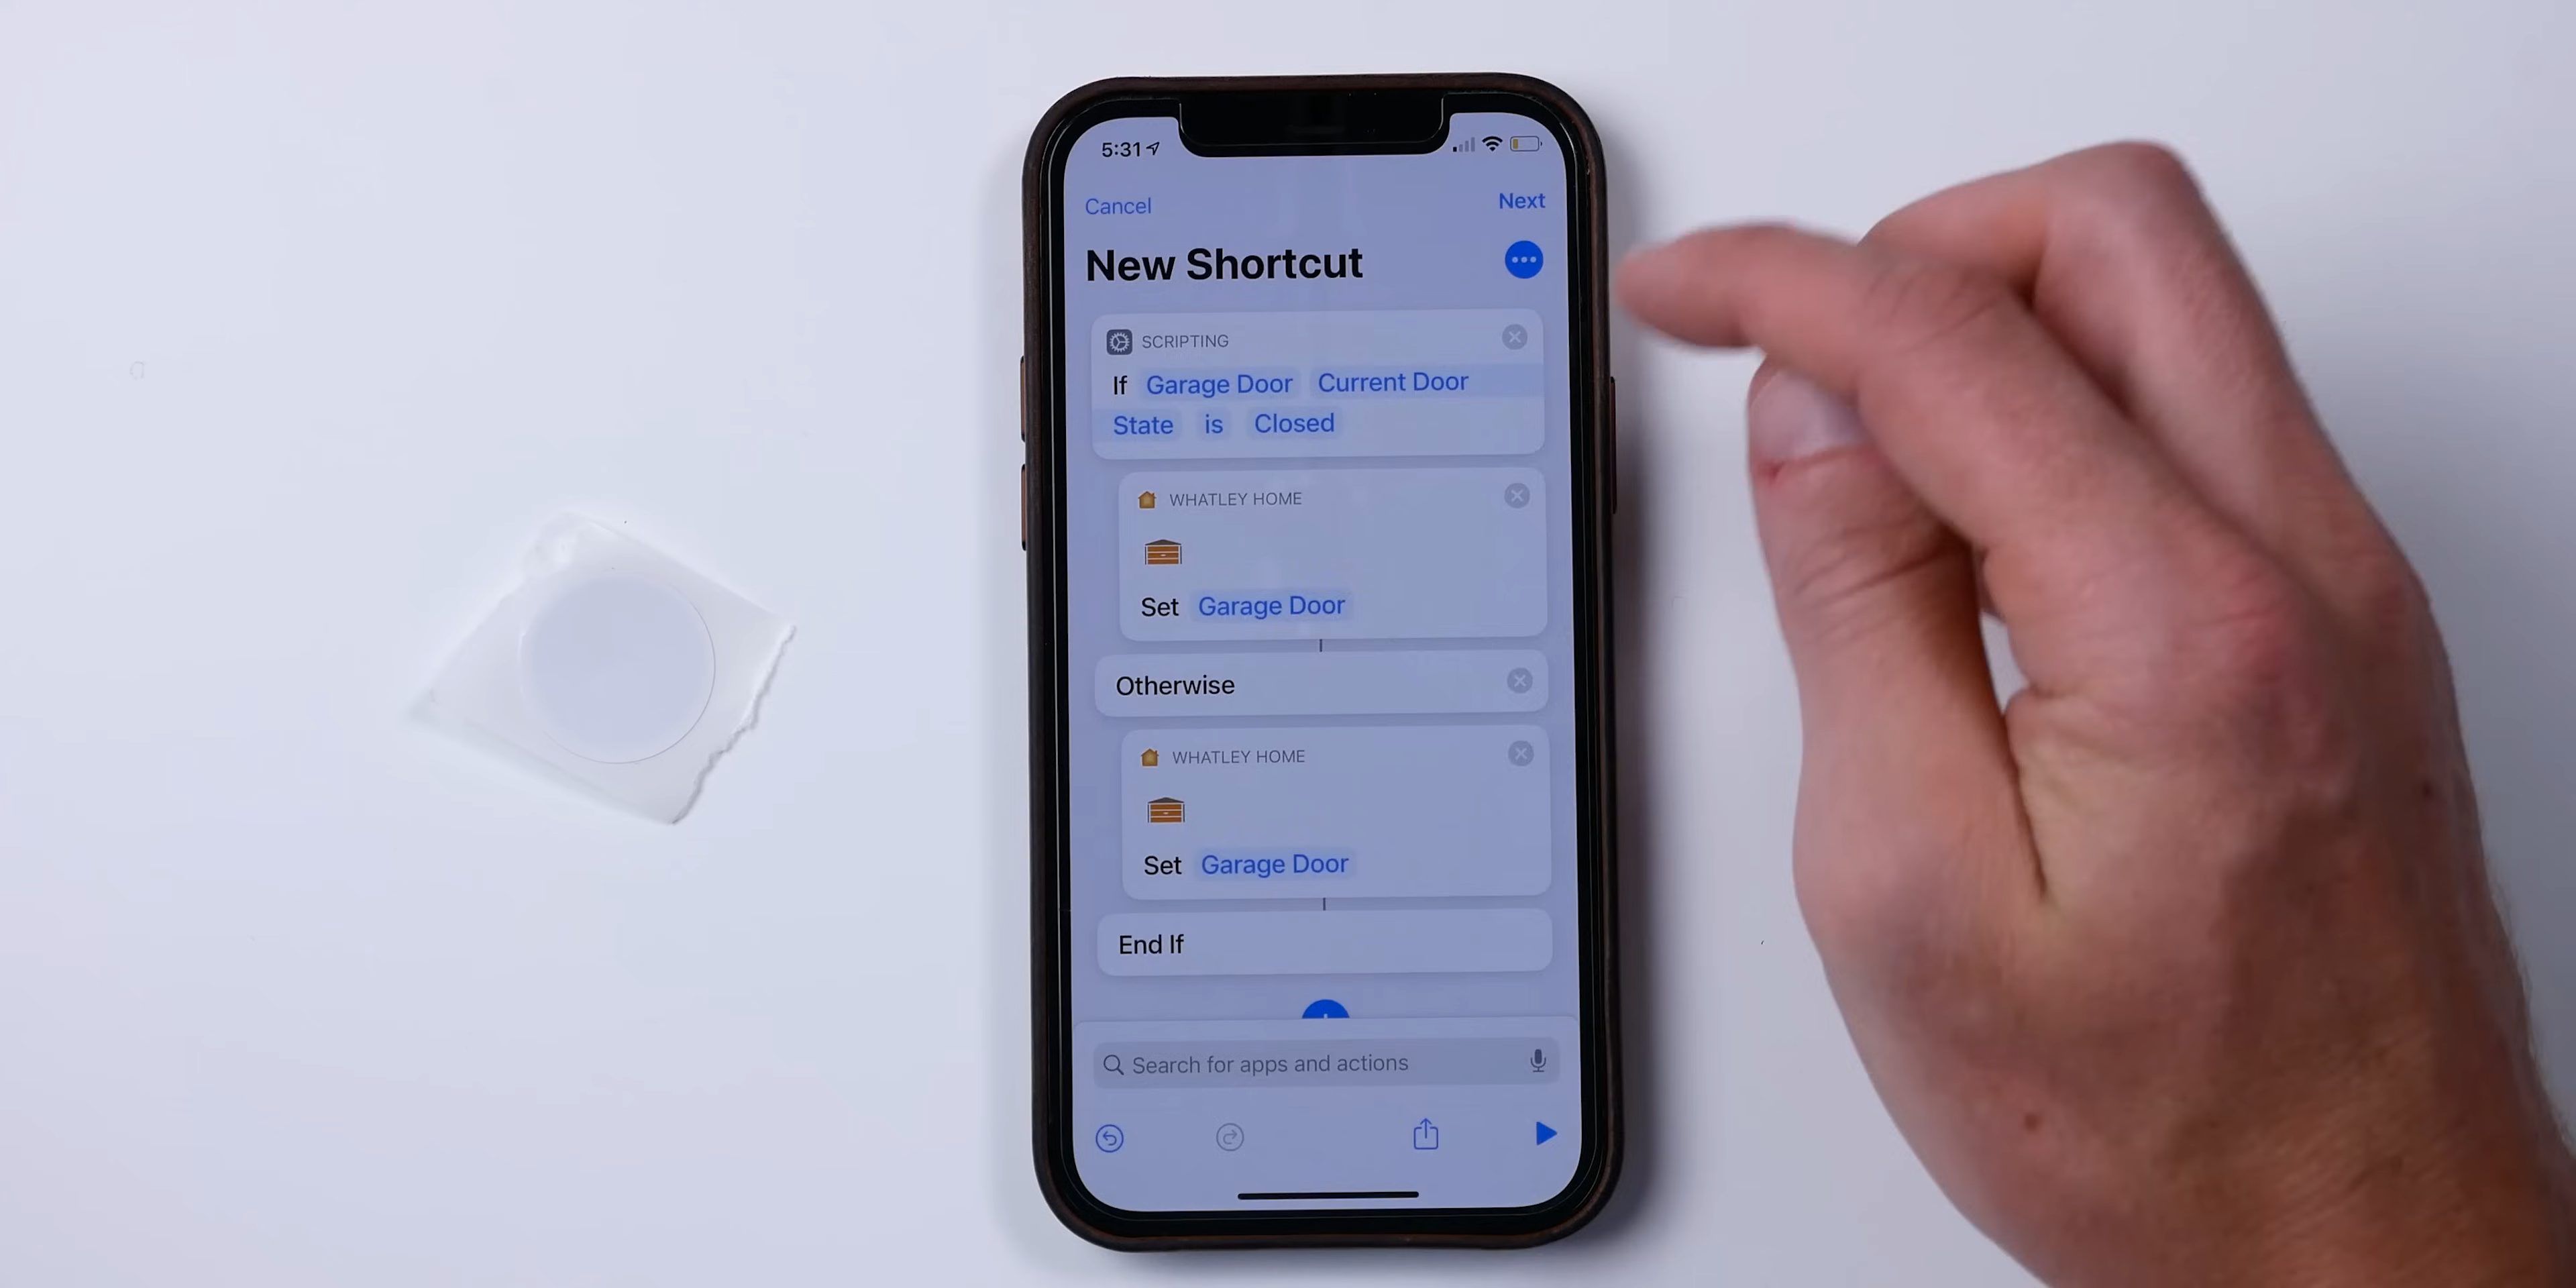 5:31
Cancel
Next
New Shortcut
SCRIPTING
If Garage Door Current Door
State is Closed
WHATLEY HOME
Set Garage Door
Otherwise
WHATLEY HOME
Set Garage Door
End If
Search for apps and actions